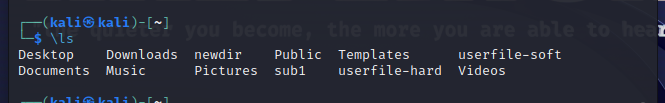 ┌──(kali㉿kali)-[~]
quieter you become, the more you are able to hear
└─$ \ls
Desktop    Downloads  newdir    Public  Templates      userfile-soft
Documents  Music      Pictures  sub1    userfile-hard  Videos
┌──(kali㉿kali)-[~]